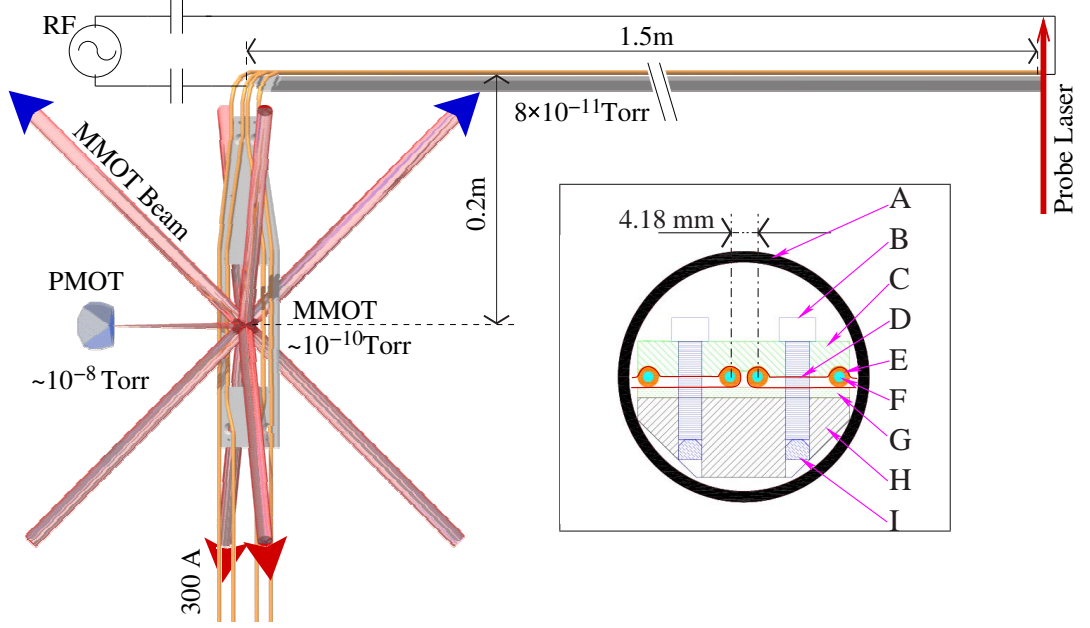 RF
1.5m
8×10⁻¹¹Torr
MMOT Beam
0.2m
Probe Laser
PMOT
MMOT
~10⁻¹⁰Torr
~10⁻⁸ Torr
300 A
4.18 mm
A
B
C
D
E
F
G
H
I